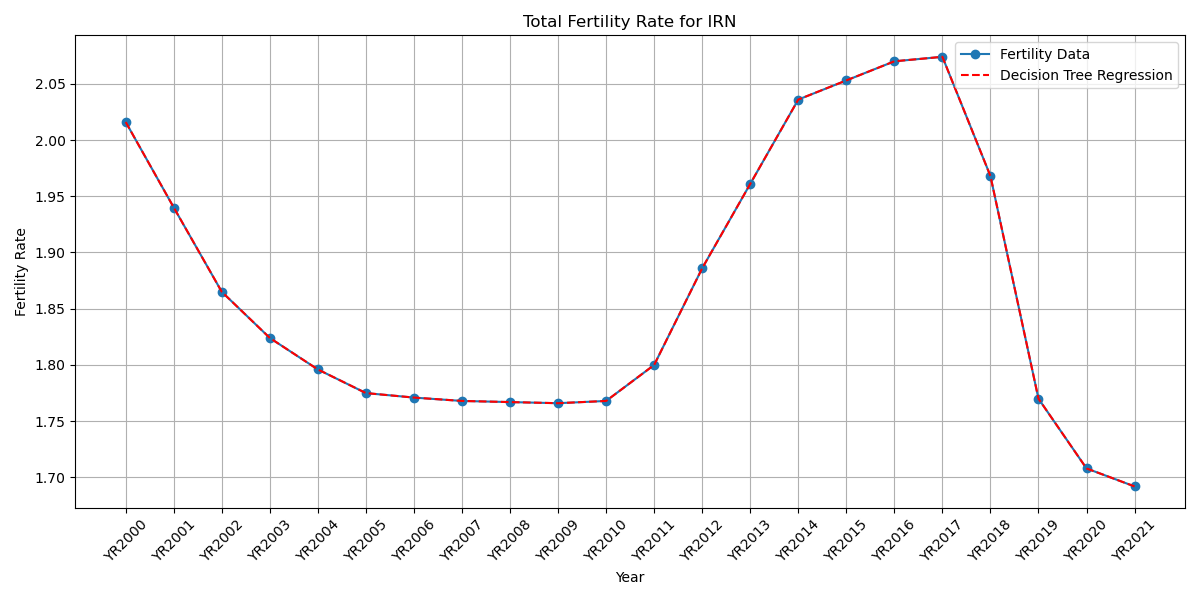 Total Fertility Rate for IRN
Fertility Data
Decision Tree Regression
Fertility Rate
2.05
2.00
1.95
1.90
1.85
1.80
1.75
1.70
YR2000
YR2001
YR2002
YR2003
YR2004
YR2005
YR2006
YR2007
YR2008
YR2009
YR2010
YR2011
YR2012
YR2013
YR2014
YR2015
YR2016
YR2017
YR2018
YR2019
YR2020
YR2021
Year